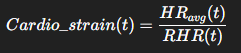 Cardio_strain(t) = HR_avg(t) / RHR(t)